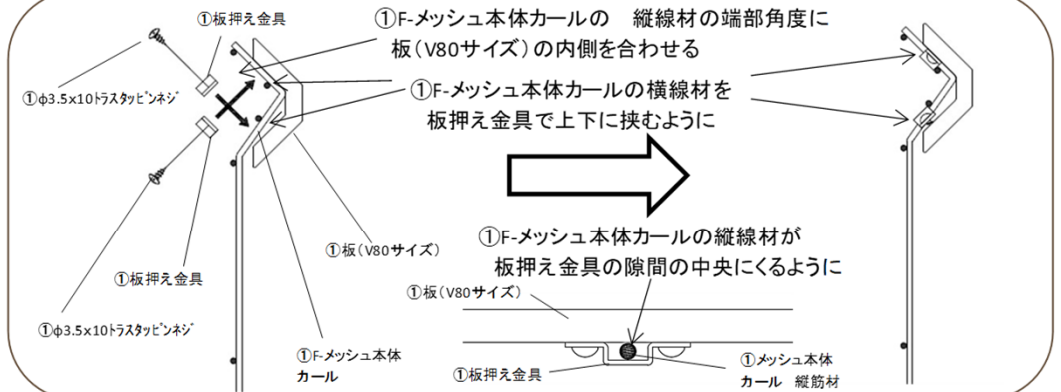 ①板押え金具
①φ3.5x10トラスタッピンネジ
①F-メッシュ本体カールの　縦線材の端部角度に
板(V80サイズ)の内側を合わせる
①F-メッシュ本体カールの横線材を
板押え金具で上下に挟むように
①板(V80サイズ)
①板押え金具
①φ3.5x10トラスタッピンネジ
①F-メッシュ本体
カール
①F-メッシュ本体カールの縦線材が
板押え金具の隙間の中央にくるように
①板(V80サイズ)
①板押え金具
①メッシュ本体
カール　縦筋材